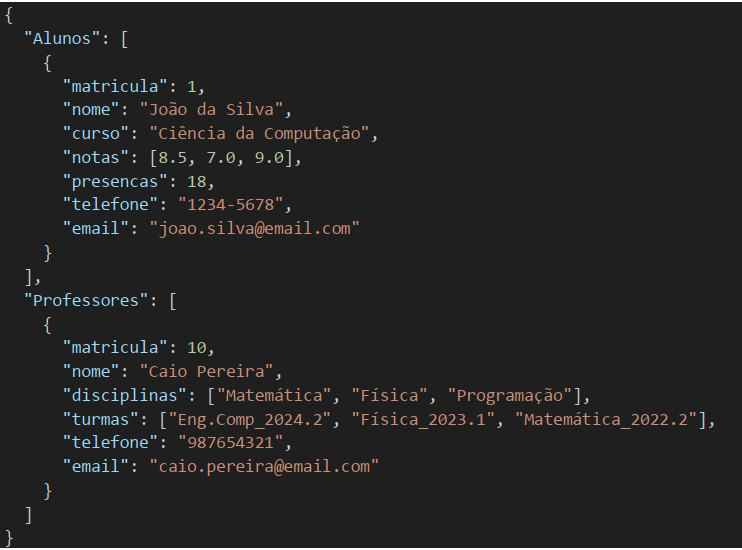 {
  "Alunos": [
    {
      "matricula": 1,
      "nome": "João da Silva",
      "curso": "Ciência da Computação",
      "notas": [8.5, 7.0, 9.0],
      "presencas": 18,
      "telefone": "1234-5678",
      "email": "joao.silva@email.com"
    }
  ],
  "Professores": [
    {
      "matricula": 10,
      "nome": "Caio Pereira",
      "disciplinas": ["Matemática", "Física", "Programação"],
      "turmas": ["Eng.Comp_2024.2", "Física_2023.1", "Matemática_2022.2"],
      "telefone": "987654321",
      "email": "caio.pereira@email.com"
    }
  ]
}